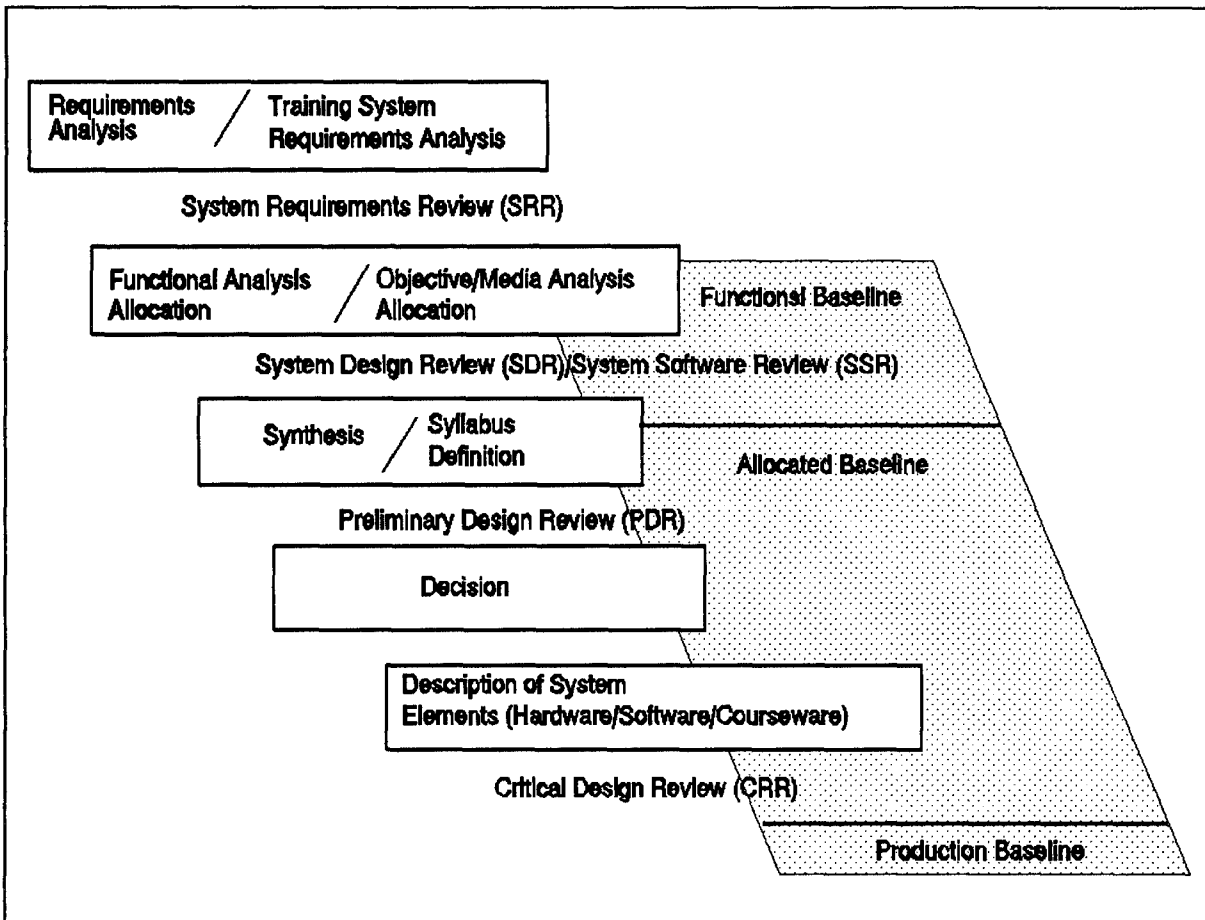 Requirements
Analysis
/
Training System
Requirements Analysis
System Requirements Review (SRR)
Functional Analysis
Allocation
/
Objective/Media Analysis
Allocation
Functional Baseline
System Design Review (SDR)/System Software Review (SSR)
Synthesis
/
Syllabus
Definition
Allocated Baseline
Preliminary Design Review (PDR)
Decision
Description of System
Elements (Hardware/Software/Courseware)
Critical Design Review (CRR)
Production Baseline